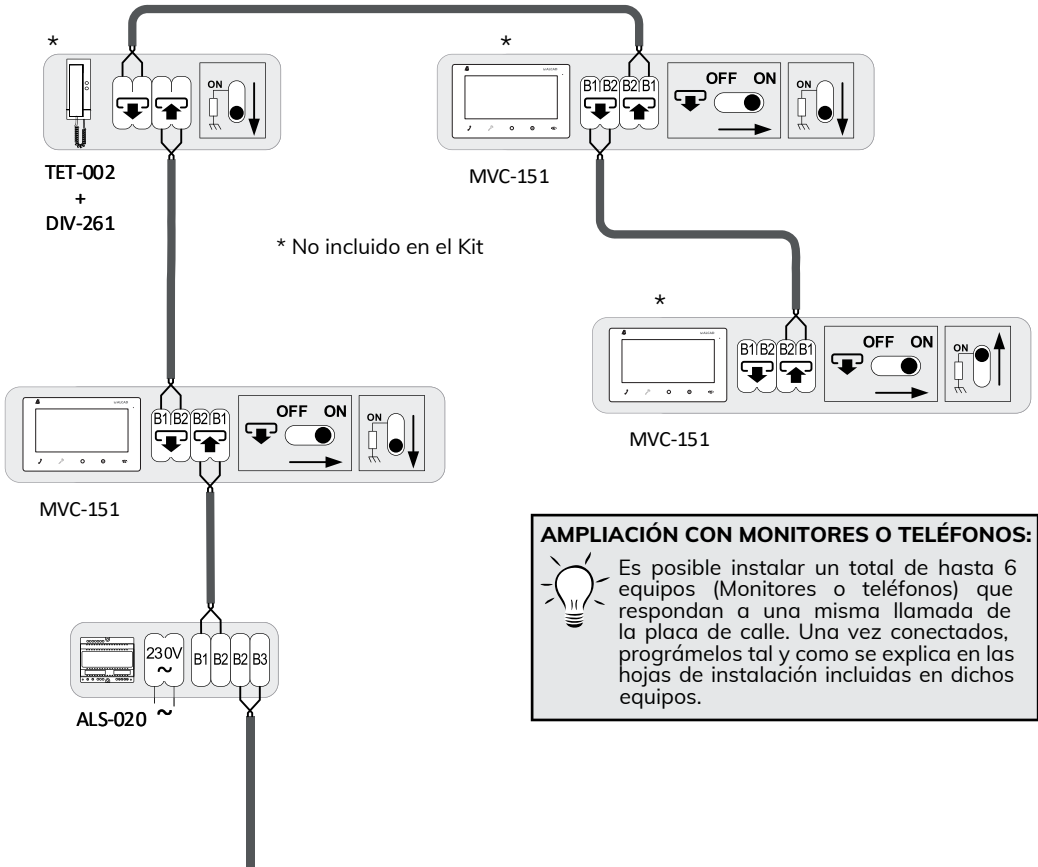 *
ON
TET-002
+
DIV-261
*
B1 B2 B2 B1
OFF ON
ON
MVC-151
* No incluido en el Kit
*
B1 B2 B2 B1
OFF ON
ON
MVC-151
B1 B2 B2 B1
OFF ON
ON
MVC-151
230V
~
B1 B2 B2 B3
ALS-020 ~
AMPLIACIÓN CON MONITORES O TELÉFONOS:
Es posible instalar un total de hasta 6
equipos (Monitores o teléfonos) que
respondan a una misma llamada de
la placa de calle. Una vez conectados,
prográmelos tal y como se explica en las
hojas de instalación incluidas en dichos
equipos.